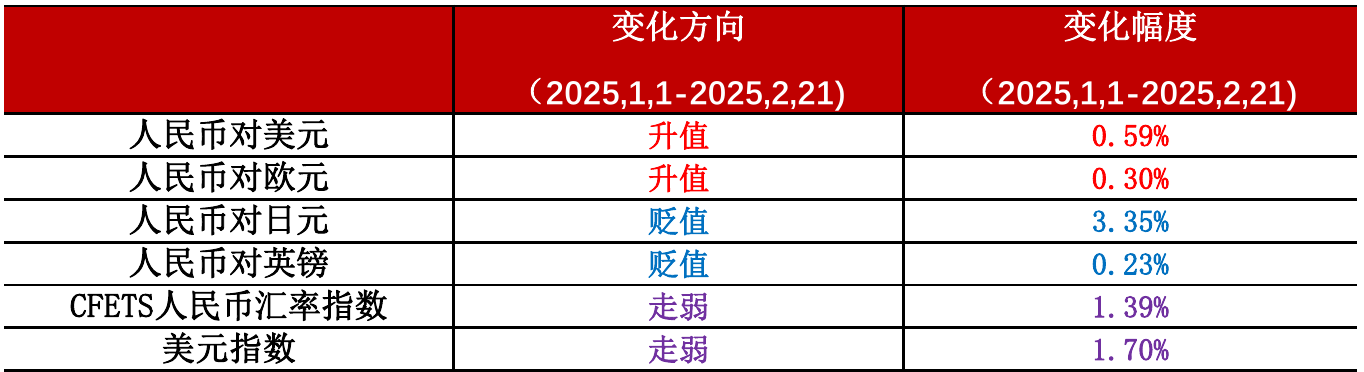 变化方向 变化幅度
（2025,1,1-2025,2,21) （2025,1,1-2025,2,21)
人民币对美元 升值 0.59%
人民币对欧元 升值 0.30%
人民币对日元 贬值 3.35%
人民币对英镑 贬值 0.23%
CFETS人民币汇率指数 走弱 1.39%
美元指数 走弱 1.70%